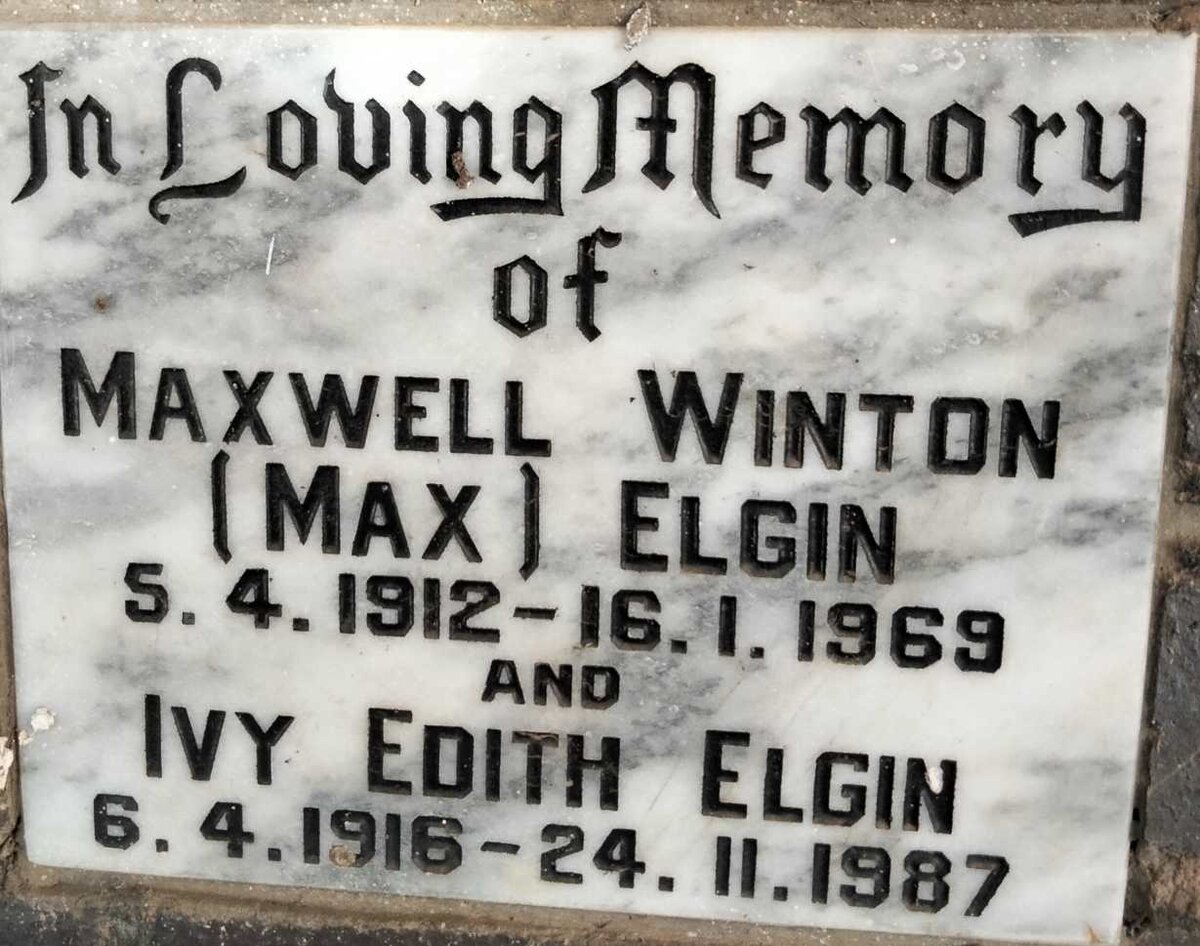 In Loving Memory
of
MAXWELL WINTON
(MAX) ELGIN
5.4.1912-16.1.1969
AND
IVY EDITH ELGIN
6.4.1916-24.11.1987